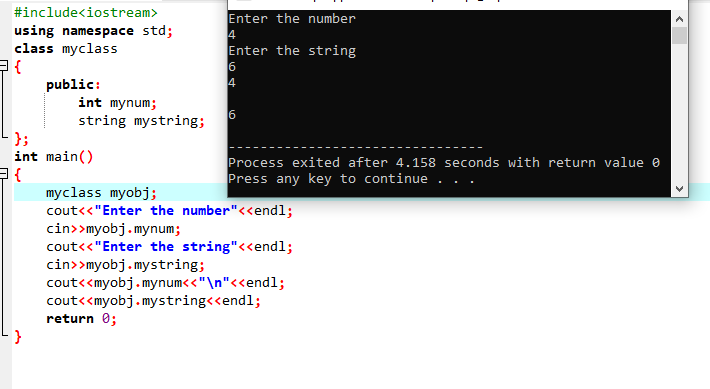 #include<iostream>
using namespace std;
class myclass
{
public:
int mynum;
string mystring;
};
int main()
{
myclass myobj;
cout<<"Enter the number"<<endl;
cin>>myobj.mynum;
cout<<"Enter the string"<<endl;
cin>>myobj.mystring;
cout<<myobj.mynum<<"\n"<<endl;
cout<<myobj.mystring<<endl;
return 0;
}
Enter the number
4
Enter the string
6
4
6
--------------------------------
Process exited after 4.158 seconds with return value 0
Press any key to continue . . .